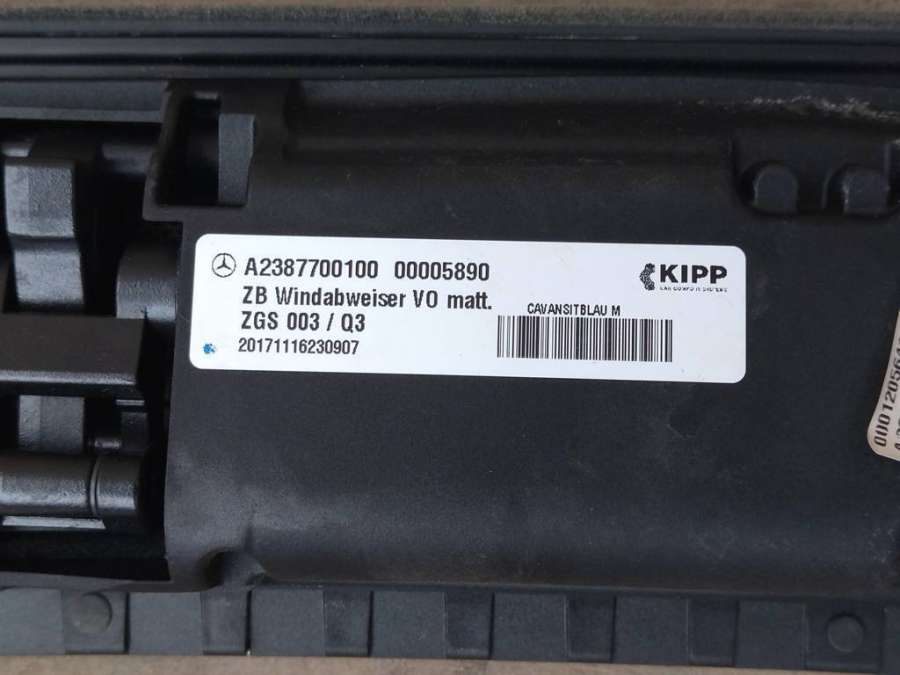 A2387700100 00005890
ZB Windabweiser VO matt.
ZGS 003 / Q3
20171116230907
KIPP
CAVANSITBLAU M